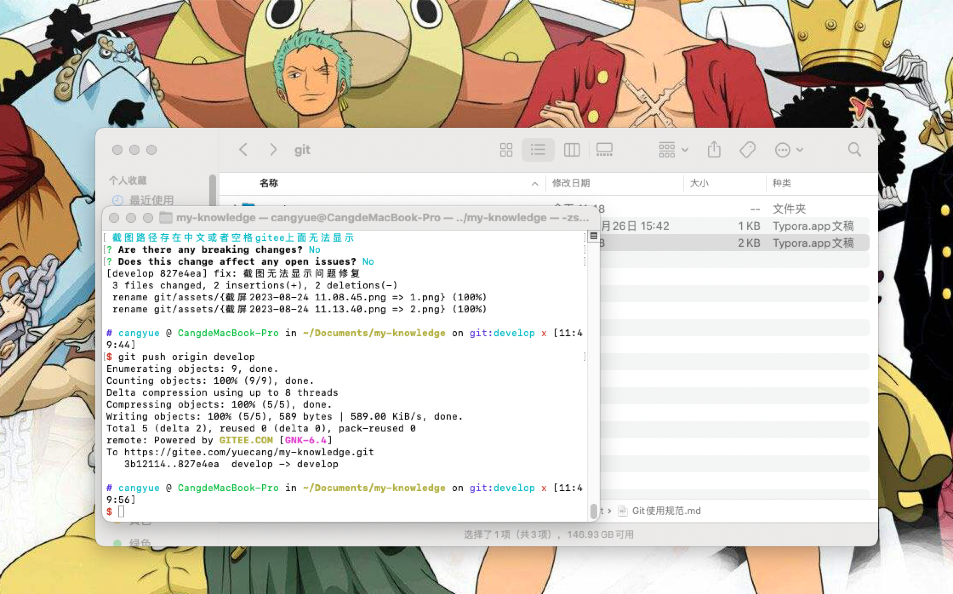 git
个人收藏
最近使用
名称
修改日期
大小
种类
-- 文件夹
月26日 15:42 1 KB Typora.app 文稿
2 KB Typora.app 文稿
my-knowledge — cangyue@CangdeMacBook-Pro — ../my-knowledge — -zs...
截图路径存在中文或者空格gitee上面无法显示
? Are there any breaking changes? No
? Does this change affect any open issues? No
[develop 827e4ea] fix: 截图无法显示问题修复
3 files changed, 2 insertions(+), 2 deletions(-)
rename git/assets/{截屏2023-08-24 11.08.45.png => 1.png} (100%)
rename git/assets/{截屏2023-08-24 11.13.40.png => 2.png} (100%)
# cangyue @ CangdeMacBook-Pro in ~/Documents/my-knowledge on git:develop x [11:4
9:44]
$ git push origin develop
Enumerating objects: 9, done.
Counting objects: 100% (9/9), done.
Delta compression using up to 8 threads
Compressing objects: 100% (5/5), done.
Writing objects: 100% (5/5), 589 bytes | 589.00 KiB/s, done.
Total 5 (delta 2), reused 0 (delta 0), pack-reused 0
remote: Powered by GITEE.COM [GNK-6.4]
To https://gitee.com/yuecang/my-knowledge.git
3b12114..827e4ea develop -> develop
# cangyue @ CangdeMacBook-Pro in ~/Documents/my-knowledge on git:develop x [11:4
9:56]
$
Git使用规范.md
绿色
选择了1项（共3项），146.93 GB可用